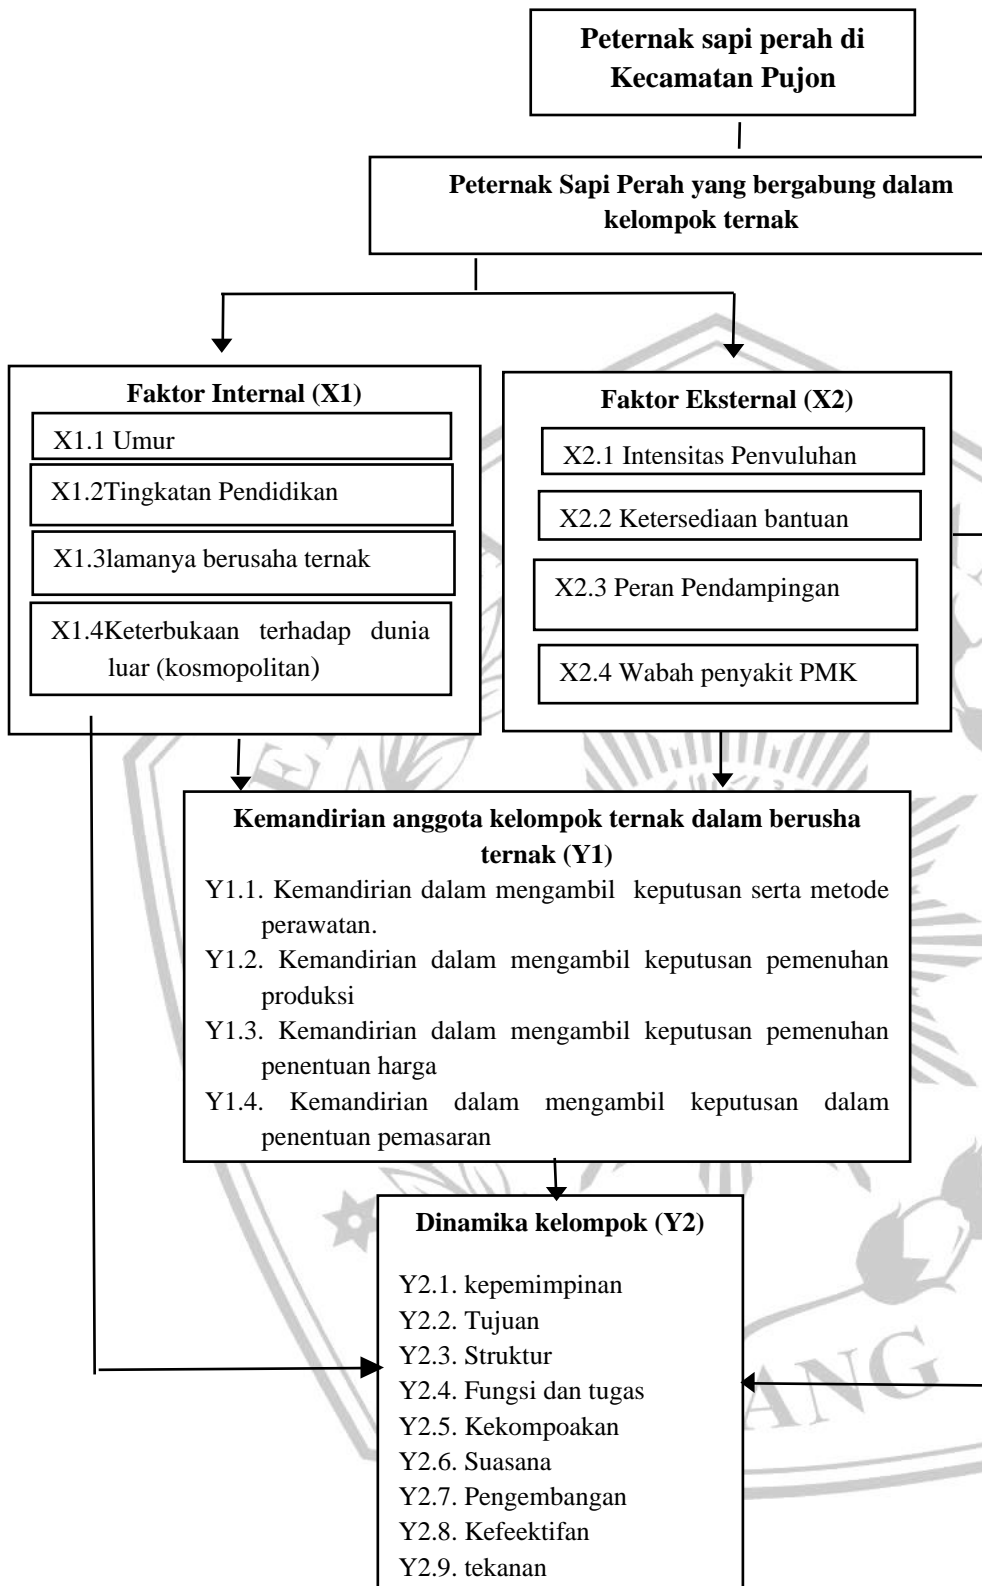 Peternak sapi perah di
Kecamatan Pujon
Peternak Sapi Perah yang bergabung dalam
kelompok ternak
Faktor Internal (X1)
X1.1 Umur
X1.2Tingkatan Pendidikan
X1.3lamanya berusaha ternak
X1.4Keterbukaan terhadap dunia
luar (kosmopolitan)
Faktor Eksternal (X2)
X2.1 Intensitas Penvuluhan
X2.2 Ketersediaan bantuan
X2.3 Peran Pendampingan
X2.4 Wabah penyakit PMK
Kemandirian anggota kelompok ternak dalam berusha
ternak (Y1)
Y1.1. Kemandirian dalam mengambil keputusan serta metode
perawatan.
Y1.2. Kemandirian dalam mengambil keputusan pemenuhan
produksi
Y1.3. Kemandirian dalam mengambil keputusan pemenuhan
penentuan harga
Y1.4. Kemandirian dalam mengambil keputusan dalam
penentuan pemasaran
Dinamika kelompok (Y2)
Y2.1. kepemimpinan
Y2.2. Tujuan
Y2.3. Struktur
Y2.4. Fungsi dan tugas
Y2.5. Kekompoakan
Y2.6. Suasana
Y2.7. Pengembangan
Y2.8. Kefeektifan
Y2.9. tekanan
ANG